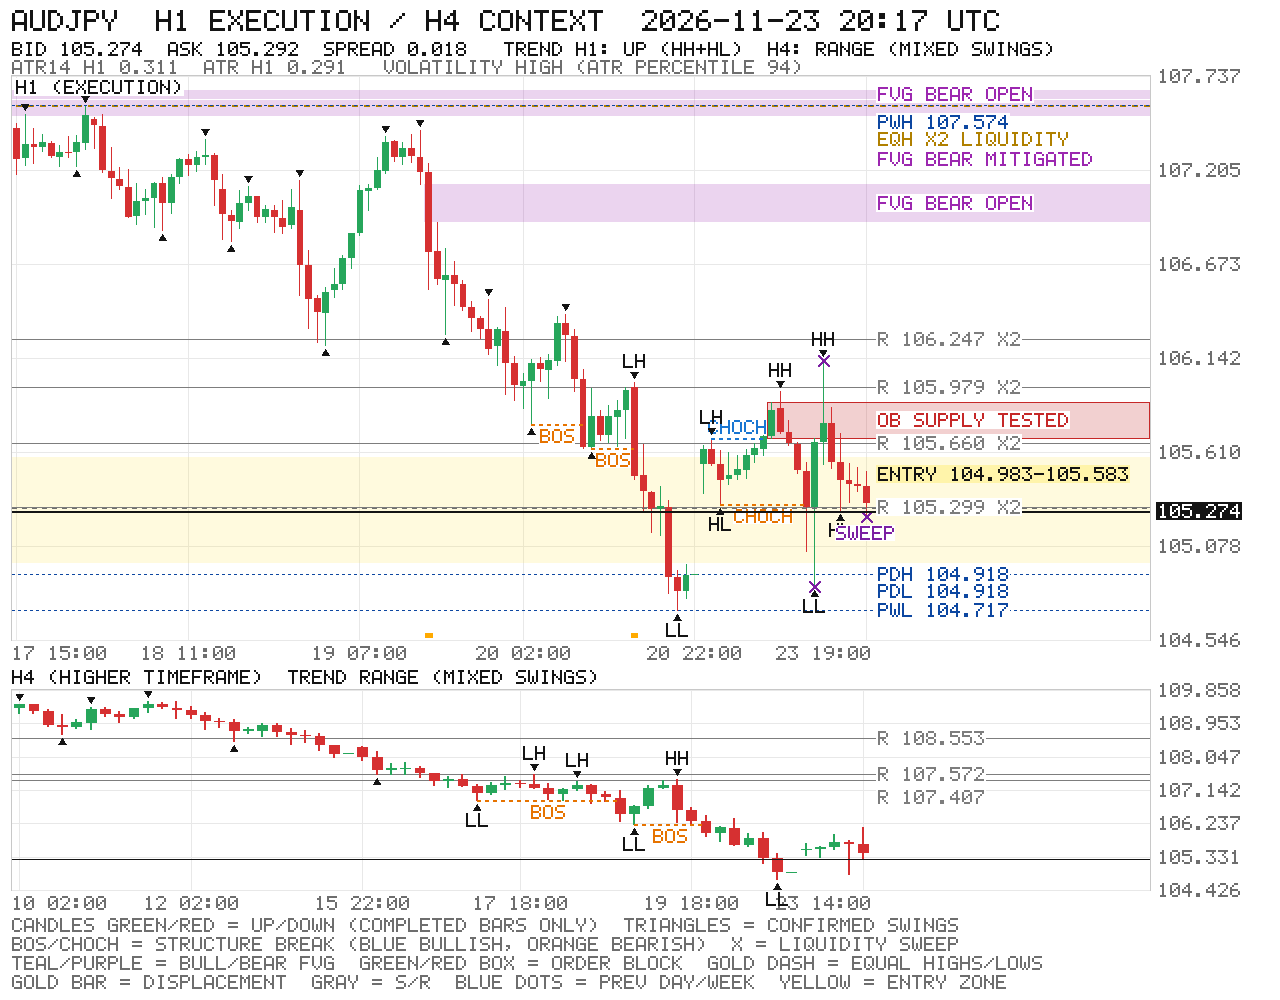 AUDJPY  H1 EXECUTION / H4 CONTEXT  2026-11-23 20:17 UTC
BID 105.274  ASK 105.292  SPREAD 0.018   TREND H1: UP (HH+HL)  H4: RANGE (MIXED SWINGS)
ATR14 H1 0.311  ATR H1 0.291   VOLATILITY HIGH (ATR PERCENTILE 94)
107.737
H1 (EXECUTION)
FVG BEAR OPEN
PWH 107.574
EQH X2 LIQUIDITY
FVG BEAR MITIGATED
107.205
FVG BEAR OPEN
106.673
R 106.247 X2
HH
106.142
LH
HH
R 105.979 X2
LH
CHOCH
OB SUPPLY TESTED
BOS
R 105.660 X2
105.610
BOS
ENTRY 104.983-105.583
R 105.299 X2
105.274
HL
CHOCH
SWEEP
105.078
PDH 104.918
PDL 104.918
LL
PWL 104.717
LL
104.546
17 15:00
18 11:00
19 07:00
20 02:00
20 22:00
23 19:00
H4 (HIGHER TIMEFRAME)  TREND RANGE (MIXED SWINGS)
109.858
108.953
R 108.553
LH
LH
HH
108.047
R 107.572
107.407
R 107.407
107.142
LL
BOS
106.237
LL
BOS
105.331
104.426
LL
10 02:00
12 02:00
15 22:00
17 18:00
19 18:00
23 14:00
CANDLES GREEN/RED = UP/DOWN (COMPLETED BARS ONLY)  TRIANGLES = CONFIRMED SWINGS
BOS/CHOCH = STRUCTURE BREAK (BLUE BULLISH, ORANGE BEARISH)  X = LIQUIDITY SWEEP
TEAL/PURPLE = BULL/BEAR FVG  GREEN/RED BOX = ORDER BLOCK  GOLD DASH = EQUAL HIGHS/LOWS
GOLD BAR = DISPLACEMENT  GRAY = S/R  BLUE DOTS = PREV DAY/WEEK  YELLOW = ENTRY ZONE